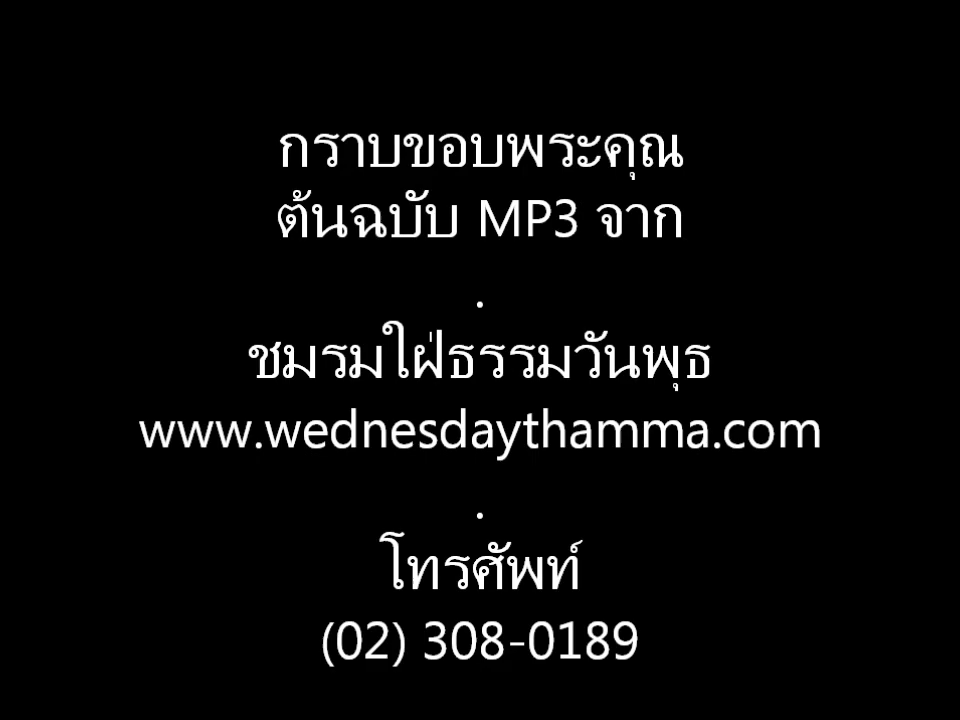 กราบขอบพระคุณ
ต้นฉบับ MP3 จาก
.
ชมรมใฝ่ธรรมวันพุธ
www.wednesdaythamma.com
.
โทรศัพท์
(02) 308-0189